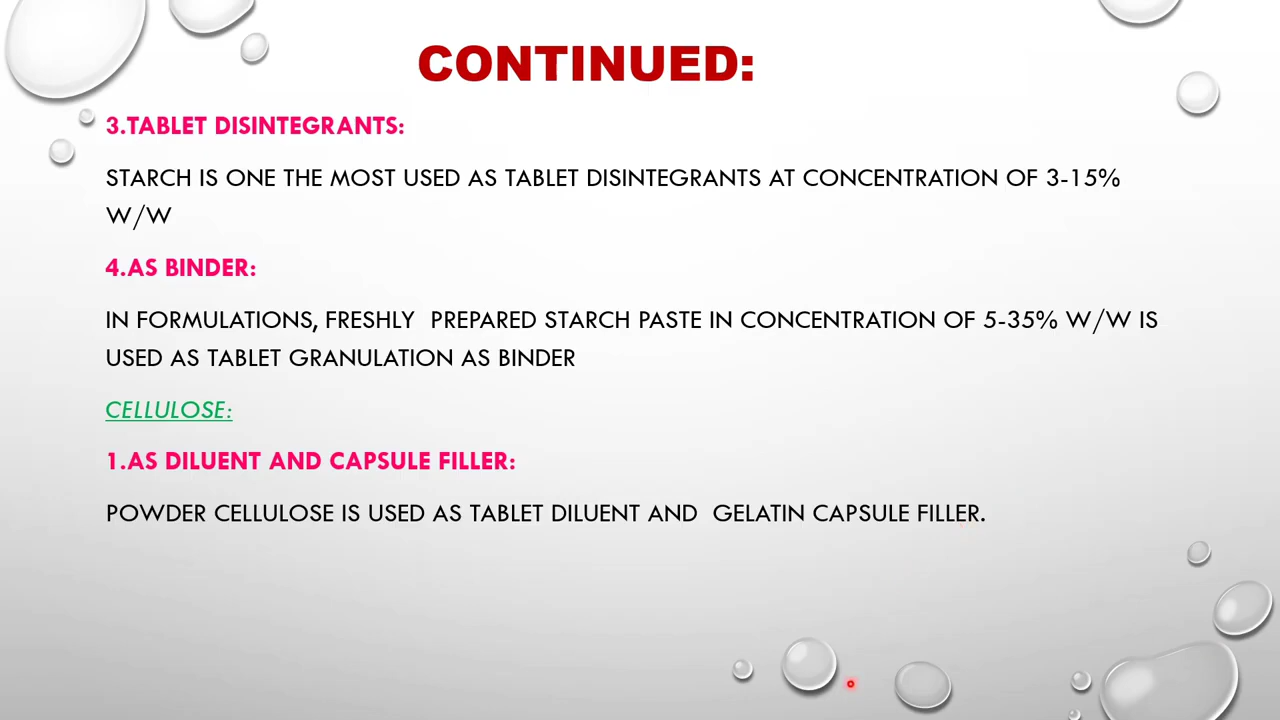 CONTINUED:
3.TABLET DISINTEGRANTS:
STARCH IS ONE THE MOST USED AS TABLET DISINTEGRANTS AT CONCENTRATION OF 3-15%
W/W
4.AS BINDER:
IN FORMULATIONS, FRESHLY PREPARED STARCH PASTE IN CONCENTRATION OF 5-35% W/W IS
USED AS TABLET GRANULATION AS BINDER
CELLULOSE:
1.AS DILUENT AND CAPSULE FILLER:
POWDER CELLULOSE IS USED AS TABLET DILUENT AND GELATIN CAPSULE FILLER.